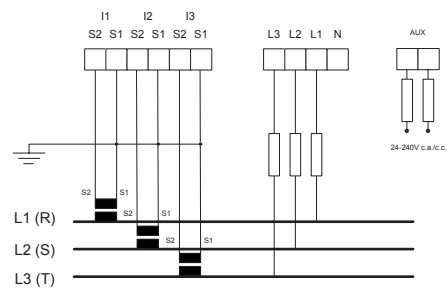 I1 I2 I3
S2 S1 S2 S1 S2 S1
L3 L2 L1 N
AUX
24-240V c.a./c.c.
S2 S1
L1 (R)
S2 S1
L2 (S)
S2 S1
L3 (T)